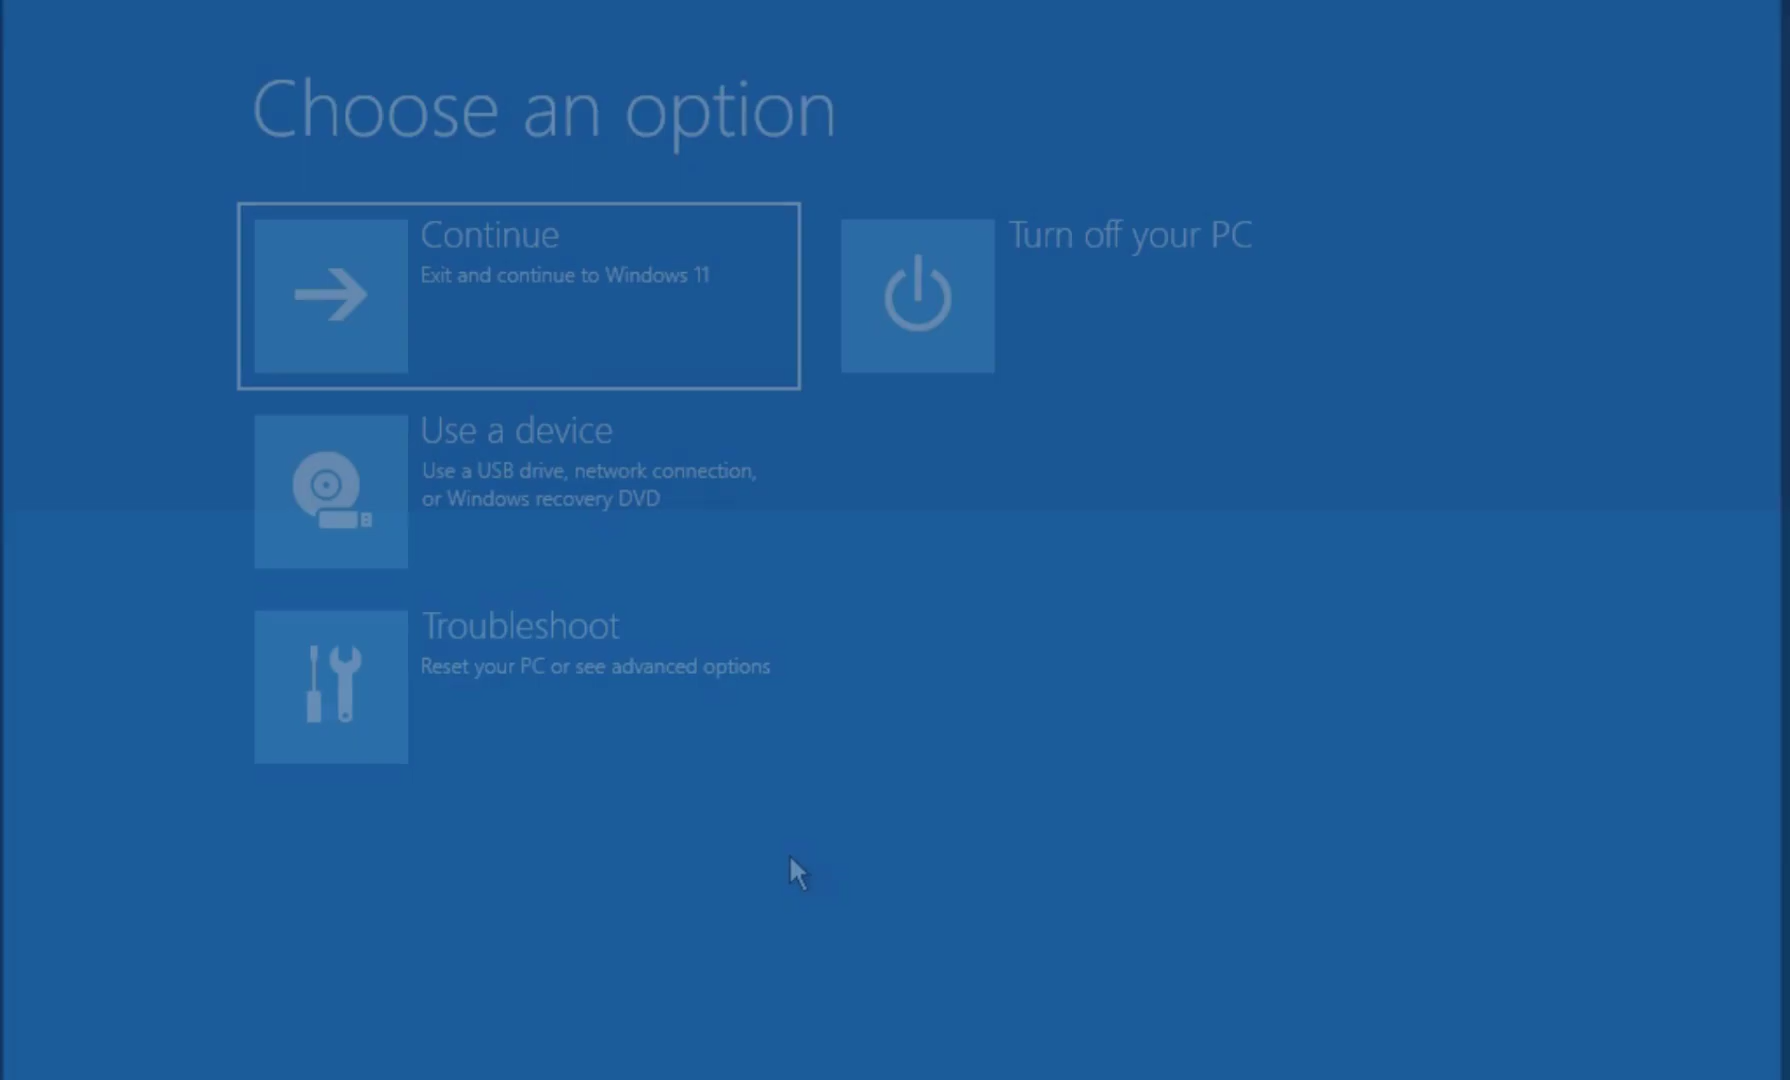 Choose an option
Continue
Exit and continue to Windows 11
Turn off your PC
Use a device
Use a USB drive, network connection,
or Windows recovery DVD
Troubleshoot
Reset your PC or see advanced options